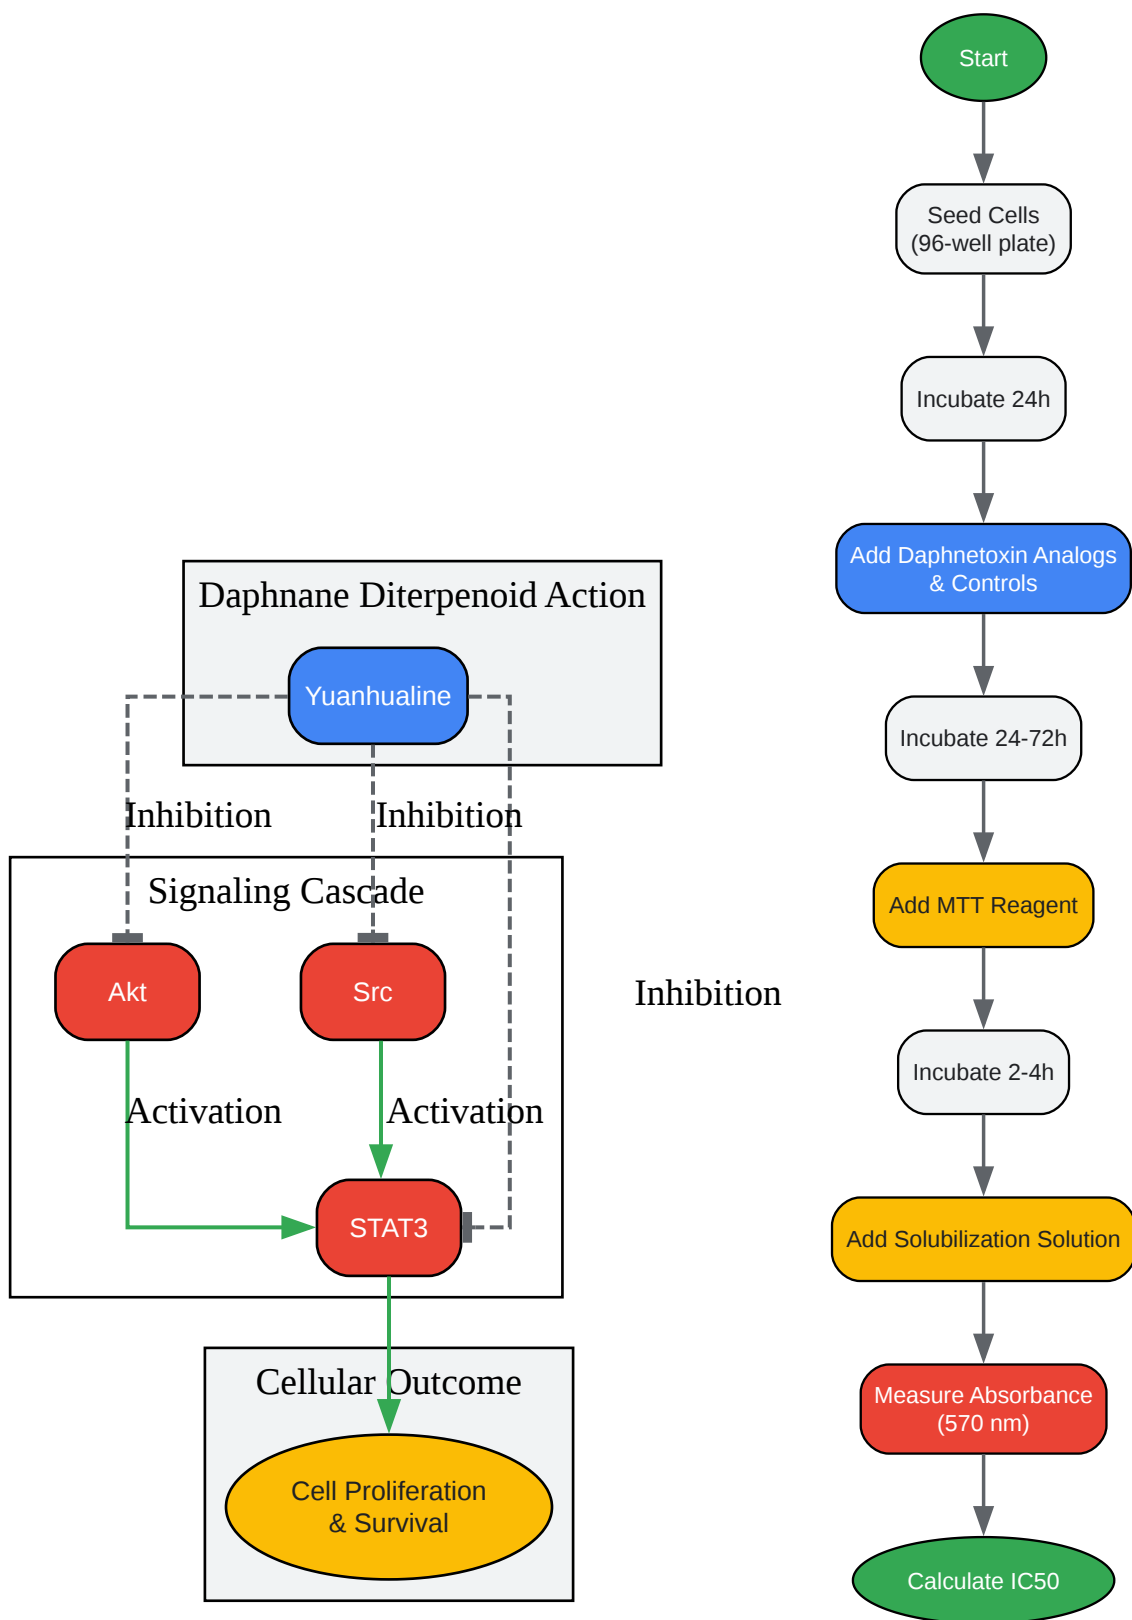 Daphnane Diterpenoid Action
Yuanhualine
Inhibition
Inhibition
Signaling Cascade
Akt
Src
Inhibition
Activation
Activation
STAT3
Cellular Outcome
Cell Proliferation
& Survival
Start
Seed Cells
(96-well plate)
Incubate 24h
Add Daphnetoxin Analogs
& Controls
Incubate 24-72h
Add MTT Reagent
Incubate 2-4h
Add Solubilization Solution
Measure Absorbance
(570 nm)
Calculate IC50